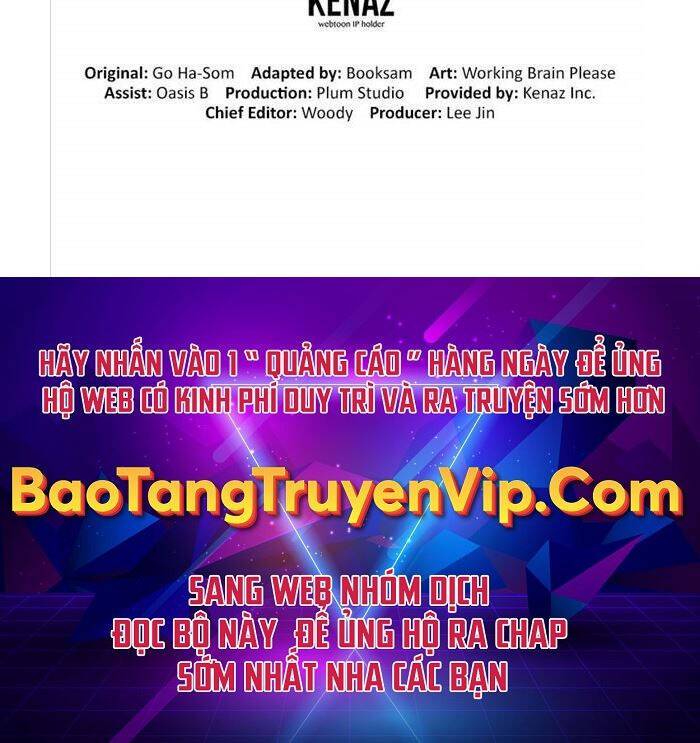 KENAZ
webtoon IP holder
Original: Go Ha-Som Adapted by: Booksam Art: Working Brain Please
Assist: Oasis B Production: Plum Studio Provided by: Kenaz Inc.
Chief Editor: Woody Producer: Lee Jin
HÃY NHẤN VÀO 1 “ QUẢNG CÁO ” HÀNG NGÀY ĐỂ ỦNG
HỘ WEB CÓ KINH PHÍ DUY TRÌ VÀ RA TRUYỆN SỚM HƠN
BaoTangTruyenVip.Com
SANG WEB NHÓM DỊCH
ĐỌC BỘ NÀY ĐỂ ỦNG HỘ RA CHAP
SỚM NHẤT NHA CÁC BẠN